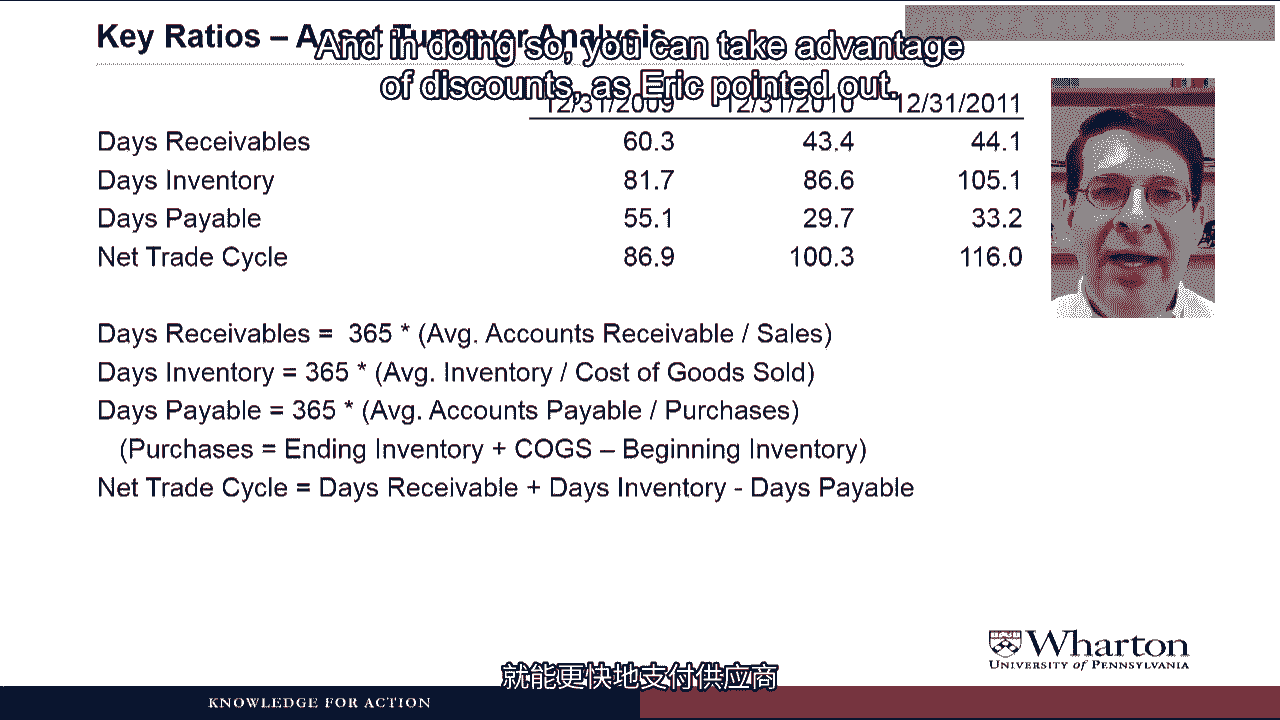 Key Ratios – Asset Turnover Analysis
And in doing so, you can take advantage
of discounts, as Eric pointed out.
12/31/2009 12/31/2010 12/31/2011
Days Receivables 60.3 43.4 44.1
Days Inventory 81.7 86.6 105.1
Days Payable 55.1 29.7 33.2
Net Trade Cycle 86.9 100.3 116.0
Days Receivables = 365 * (Avg. Accounts Receivable / Sales)
Days Inventory = 365 * (Avg. Inventory / Cost of Goods Sold)
Days Payable = 365 * (Avg. Accounts Payable / Purchases)
(Purchases = Ending Inventory + COGS – Beginning Inventory)
Net Trade Cycle = Days Receivable + Days Inventory - Days Payable
Wharton
UNIVERSITY of PENNSYLVANIA
就能更快地支付供应商
KNOWLEDGE FOR ACTION